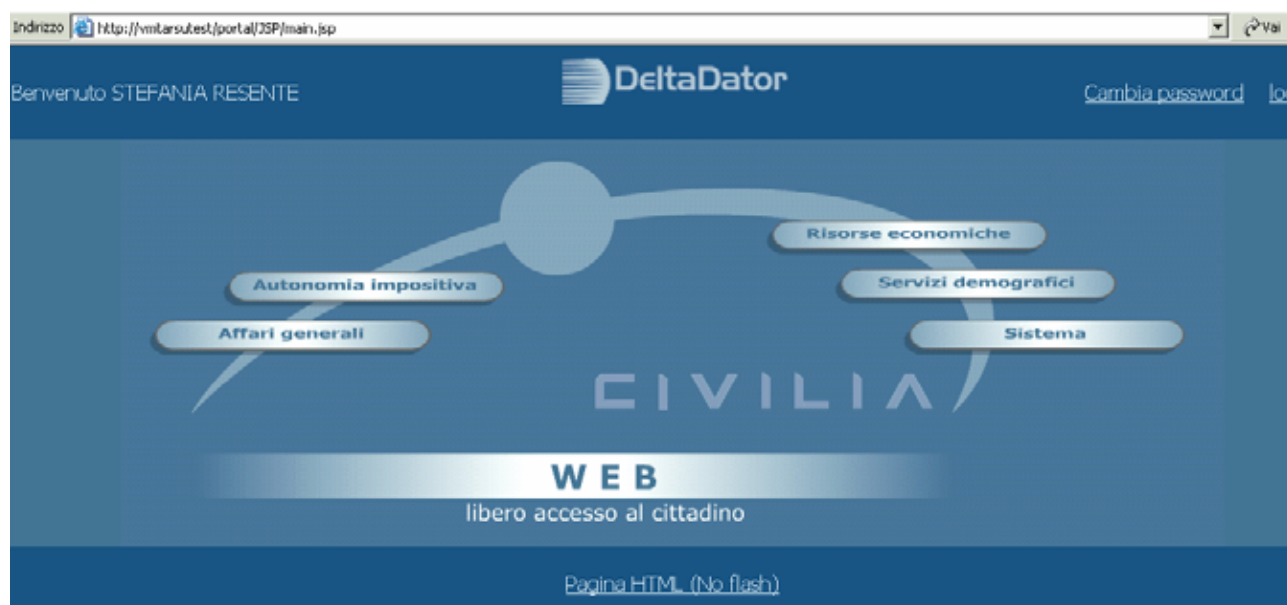 Indirizzo http://vmtarsutest/portal/JSP/main.jsp Vai
Benvenuto STEFANIA RESENTE DeltaDator Cambia password
Risorse economiche
Autonomia impositiva Servizi demografici
Affari generali Sistema
CIVILIA
WEB
libero accesso al cittadino
Pagina HTML (No flash)